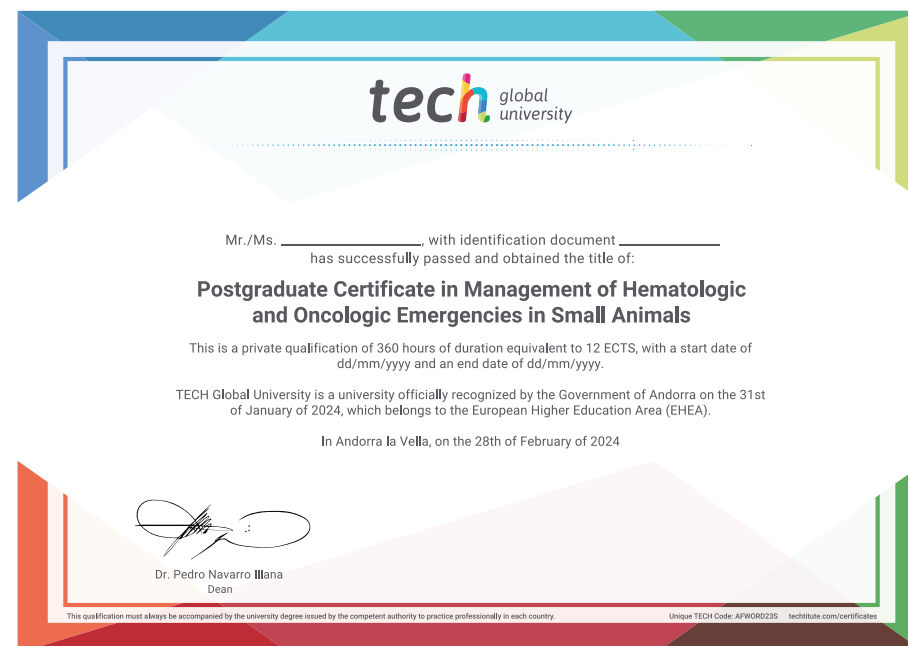 tech global university
Mr./Ms. ____________, with identification document ____________
has successfully passed and obtained the title of:
Postgraduate Certificate in Management of Hematologic
and Oncologic Emergencies in Small Animals
This is a private qualification of 360 hours of duration equivalent to 12 ECTS, with a start date of
dd/mm/yyyy and an end date of dd/mm/yyyy.
TECH Global University is a university officially recognized by the Government of Andorra on the 31st
of January of 2024, which belongs to the European Higher Education Area (EHEA).
In Andorra la Vella, on the 28th of February of 2024
Dr. Pedro Navarro Illana
Dean
This qualification must always be accompanied by the university degree issued by the competent authority to practice professionally in each country. Unique TECH Code: AFWORD23S techtitute.com/certificates